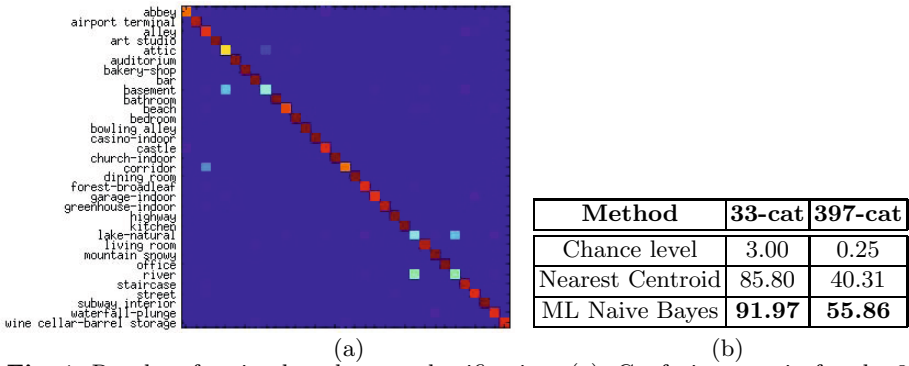 abbey
airport terminal
alley
art studio
attic
auditorium
bakery-shop
bar
basement
bathroom
beach
bedroom
bowling alley
casino-indoor
castle
church-indoor
corridor
dining room
forest-broadleaf
garage-indoor
greenhouse-indoor
highway
kitchen
lake-natural
living room
mountain snowy
office
river
staircase
street
subway interior
waterfall-plunge
wine cellar-barrel storage
(a)
Method 33-cat 397-cat
Chance level 3.00 0.25
Nearest Centroid 85.80 40.31
ML Naive Bayes 91.97 55.86
(b)